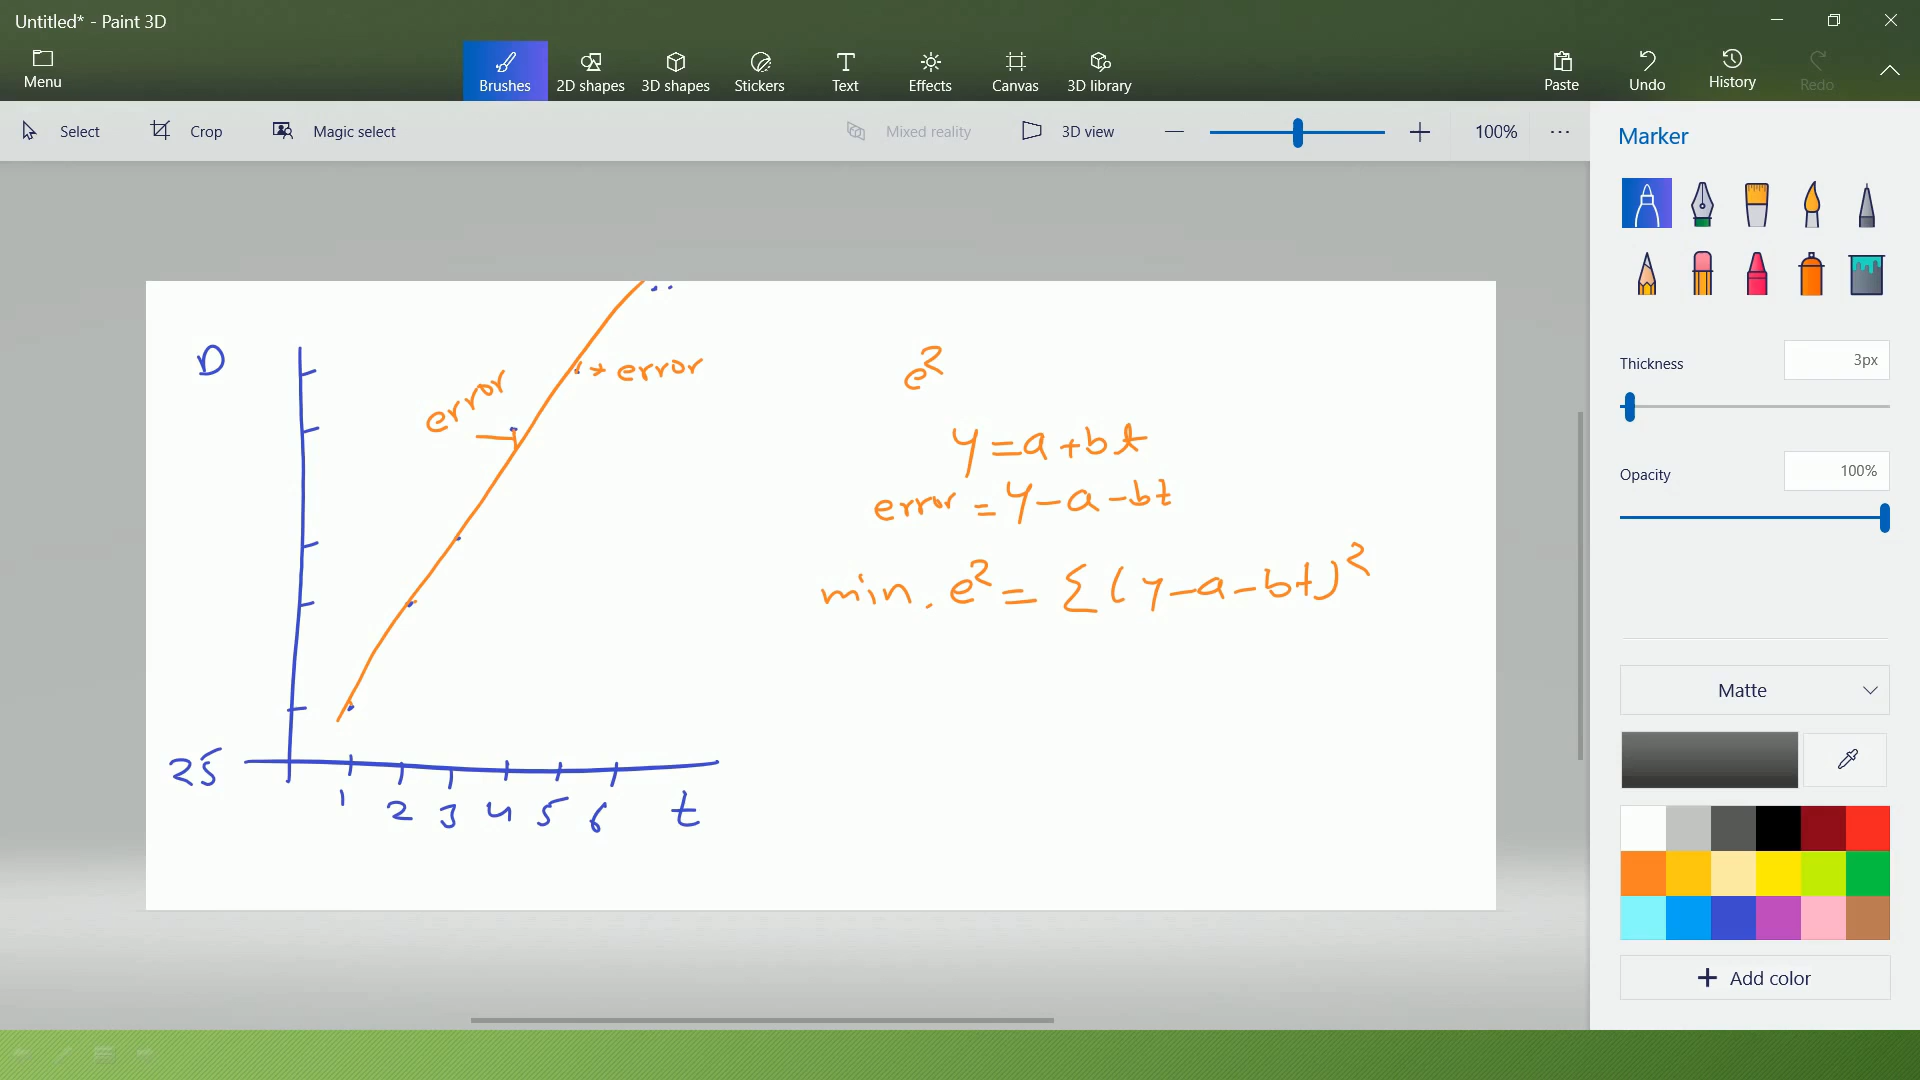 Untitled* - Paint 3D
Menu
Brushes 2D shapes 3D shapes Stickers Text Effects Canvas 3D library
Paste Undo History Redo
Select Crop Magic select
Mixed reality 3D view 100%
Marker
Thickness 3px
Opacity 100%
Matte
Add color
D
error
error
25
1 2 3 4 5 6 t
e²
y = a + bt
error = y - a - bt
min. e² = Σ(y-a-bt)²